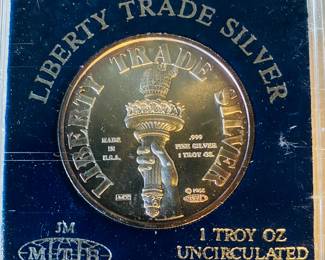 LIBERTY TRADE SILVER
LIBERTY TRADE SILVER
MADE
IN
U.S.A.
.999
FINE SILVER
1 TROY OZ.
JM
MTB
1 TROY OZ
UNCIRCULATED